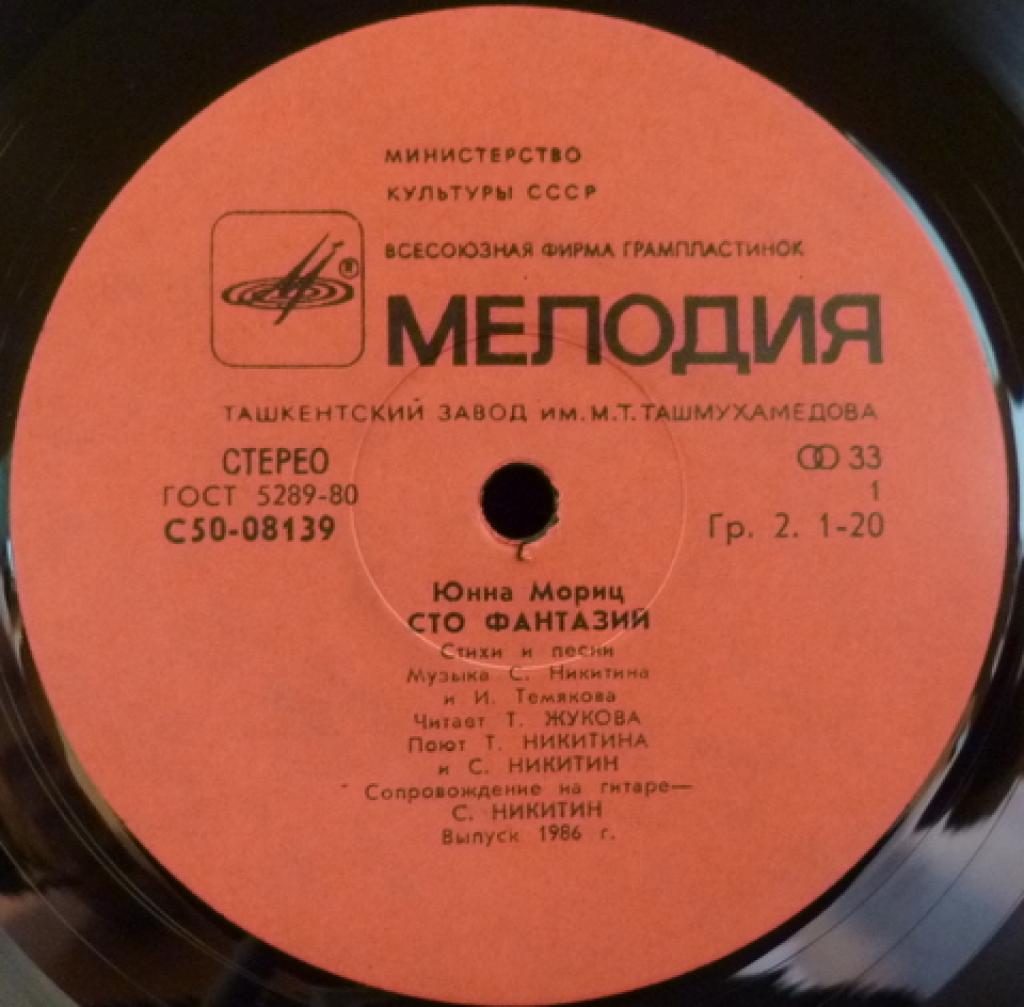 МИНИСТЕРСТВО
КУЛЬТУРЫ СССР
ВСЕСОЮЗНАЯ ФИРМА ГРАМПЛАСТИНОК
®
МЕЛОДИЯ
ТАШКЕНТСКИЙ ЗАВОД ИМ. М.Т. ТАШМУХАМЕДОВА
СТЕРЕО
ГОСТ 5289-80
С50-08139
33
1
Гр. 2. 1-20
Юнна Мориц
СТО ФАНТАЗИЙ
Стихи и песни
Музыка С. Никитина
и И. Темякова
Читает Т. ЖУКОВА
Поют Т. НИКИТИНА
и С. НИКИТИН
Сопровождение на гитаре—
С. НИКИТИН
Выпуск 1986 г.